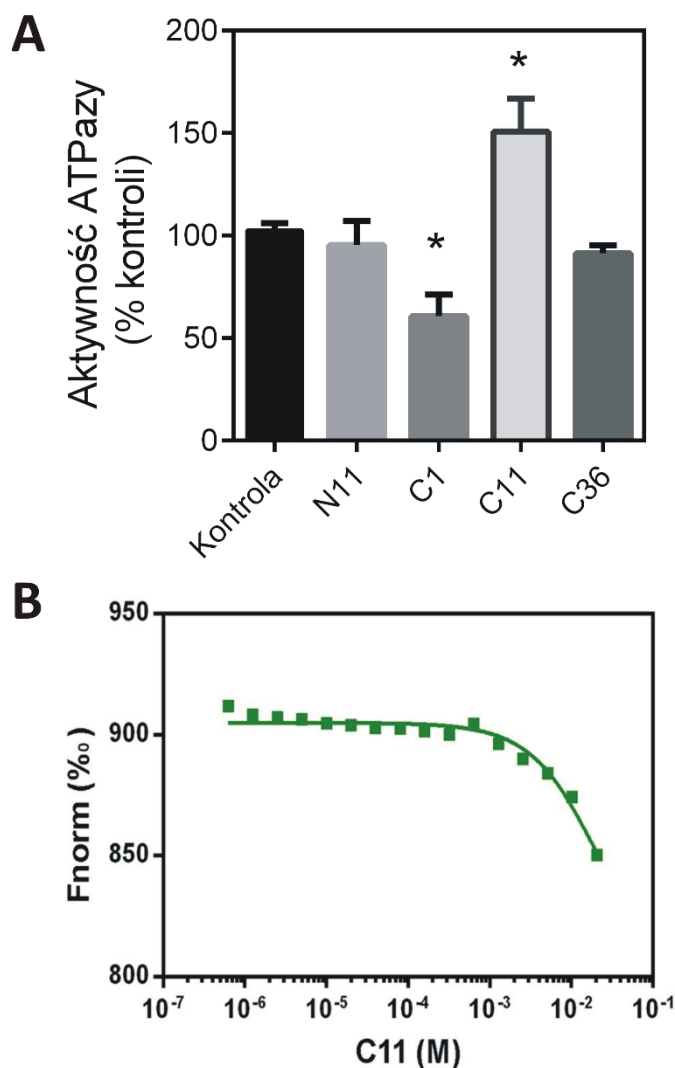 A
Aktywność ATPazy
(% kontroli)
200
150
100
50
0
*
*
Kontrola
N11
C1
C11
C36
B
Fnorm (‰)
950
900
850
800
10-7
10-6
10-5
10-4
10-3
10-2
10-1
C11 (M)